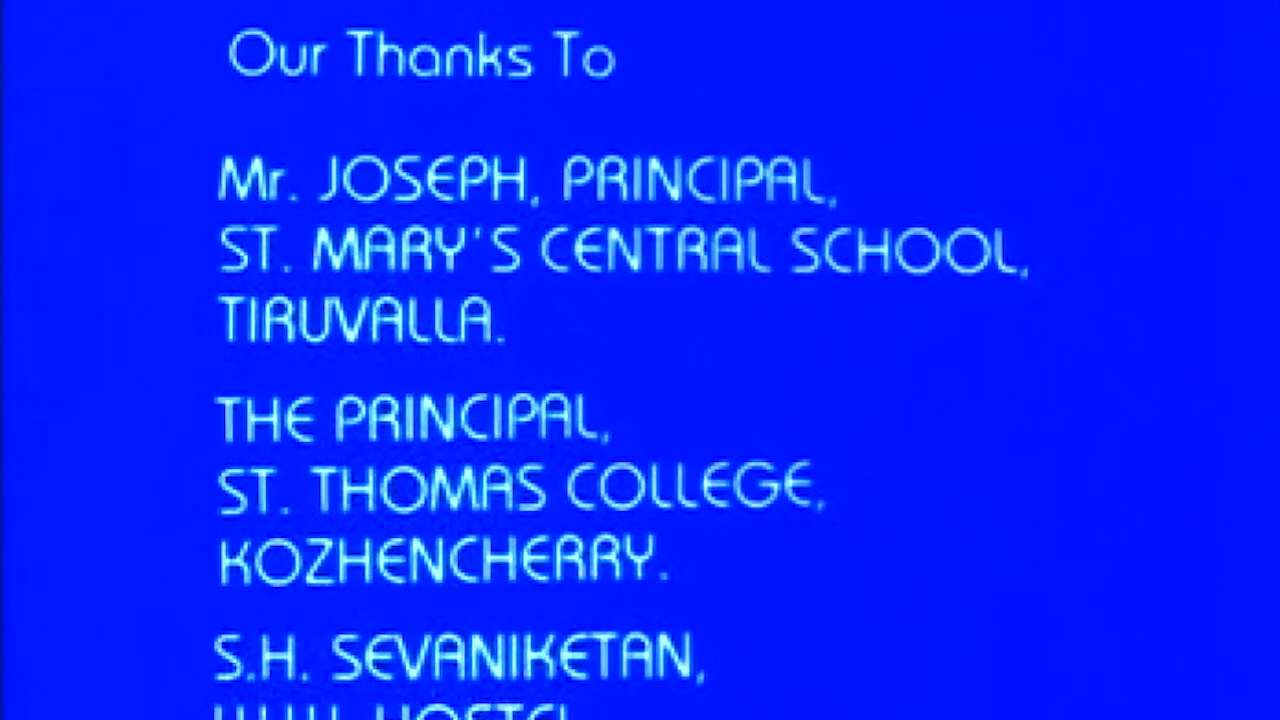 Our Thanks To
Mr. JOSEPH, PRINCIPAL,
ST. MARY'S CENTRAL SCHOOL,
TIRUVALLA.
THE PRINCIPAL,
ST. THOMAS COLLEGE,
KOZHENCHERRY.
S.H. SEVANIKETAN,